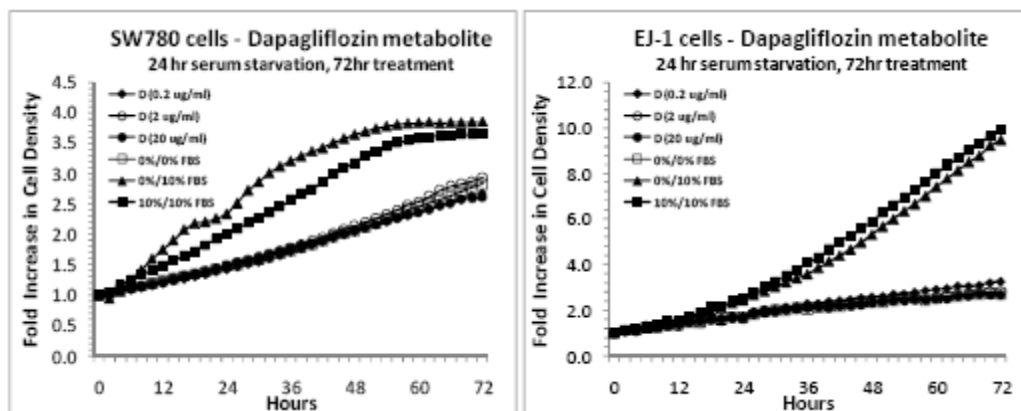 SW780 cells - Dapagliflozin metabolite
24 hr serum starvation, 72hr treatment
Fold Increase in Cell Density
4.5
4.0
3.5
3.0
2.5
2.0
1.5
1.0
0.5
0.0
D(0.2 ug/ml)
D(2 ug/ml)
D(20 ug/ml)
0%/0% FBS
0%/10% FBS
10%/10% FBS
0 12 24 36 48 60 72
Hours
EJ-1 cells - Dapagliflozin metabolite
24 hr serum starvation, 72hr treatment
Fold Increase in Cell Density
12.0
10.0
8.0
6.0
4.0
2.0
0.0
D(0.2 ug/ml)
D(2 ug/ml)
D(20 ug/ml)
0%/0% FBS
0%/10% FBS
10%/10% FBS
0 12 24 36 48 60 72
Hours